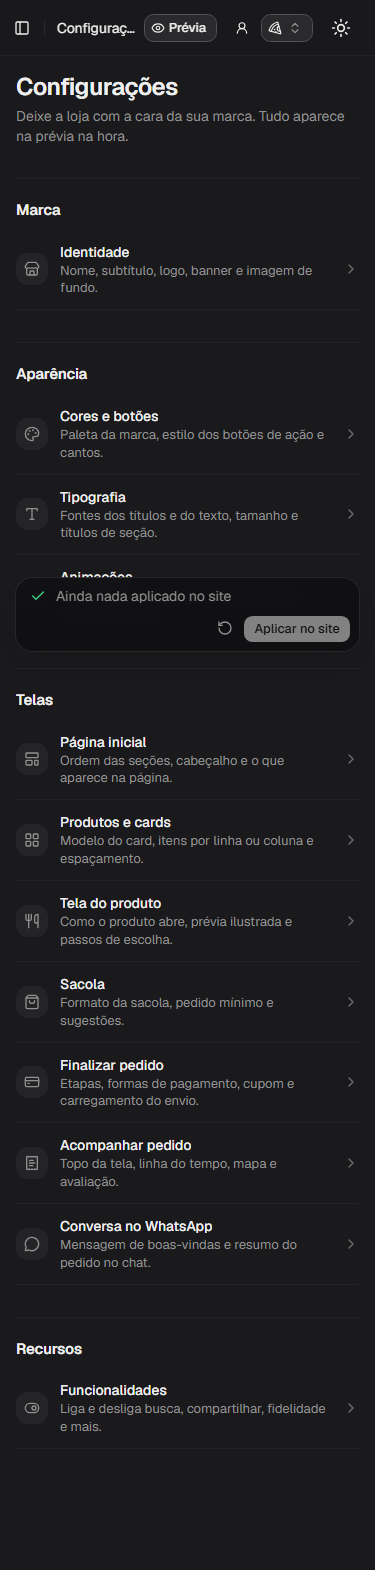 Configuraç...
Prévia
Configurações
Deixe a loja com a cara da sua marca. Tudo aparece
na prévia na hora.
Marca
Identidade
Nome, subtítulo, logo, banner e imagem de
fundo.
Aparência
Cores e botões
Paleta da marca, estilo dos botões de ação e
cantos.
Tipografia
Fontes dos títulos e do texto, tamanho e
títulos de seção.
Animações
Ainda nada aplicado no site
Aplicar no site
Telas
Página inicial
Ordem das seções, cabeçalho e o que
aparece na página.
Produtos e cards
Modelo do card, itens por linha ou coluna e
espaçamento.
Tela do produto
Como o produto abre, prévia ilustrada e
passos de escolha.
Sacola
Formato da sacola, pedido mínimo e
sugestões.
Finalizar pedido
Etapas, formas de pagamento, cupom e
carregamento do envio.
Acompanhar pedido
Topo da tela, linha do tempo, mapa e
avaliação.
Conversa no WhatsApp
Mensagem de boas-vindas e resumo do
pedido no chat.
Recursos
Funcionalidades
Liga e desliga busca, compartilhar, fidelidade
e mais.